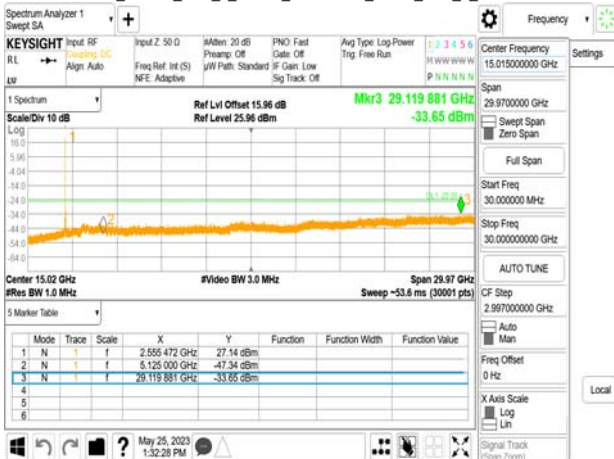 Spectrum Analyzer 1
Swept SA
Frequency
KEYSIGHT
RL
Input: RF
Coupling: DC
Align: Auto
Input Z: 50 Ω
Freq Ref: Int (S)
NFE: Adaptive
#Atten: 20 dB
Preamp: Off
µW Path: Standard
PNO: Fast
Gate: Off
IF Gain: Low
Sig Track: Off
Avg Type: Log-Power
Trig: Free Run
1 2 3 4 5 6
M W W W W W
P N N N N N
LXI
1 Spectrum
Scale/Div 10 dB
Ref Lvl Offset 15.96 dB
Ref Level 25.96 dBm
Mkr3 29.119 881 GHz
-33.65 dBm
Log
16.0
5.96
-4.04
-14.0
-24.0
-34.0
-44.0
-54.0
-64.0
1
2
3
Center 15.02 GHz
#Res BW 1.0 MHz
#Video BW 3.0 MHz
Span 29.97 GHz
Sweep ~53.6 ms (30001 pts)
5 Marker Table
Mode Trace Scale X Y Function Function Width Function Value
1 N 1 f 2.555 472 GHz 27.14 dBm
2 N 1 f 5.125 000 GHz -47.34 dBm
3 N 1 f 29.119 881 GHz -33.65 dBm
4
5
6
May 25, 2023
1:32:28 PM
Center Frequency
15.015000000 GHz
Settings
Span
29.9700000 GHz
Swept Span
Zero Span
Full Span
Start Freq
30.000000 MHz
Stop Freq
30.000000000 GHz
AUTO TUNE
CF Step
2.997000000 GHz
Auto
Man
Freq Offset
0 Hz
Local
X Axis Scale
Log
Lin
Signal Track
(Span Zoom)